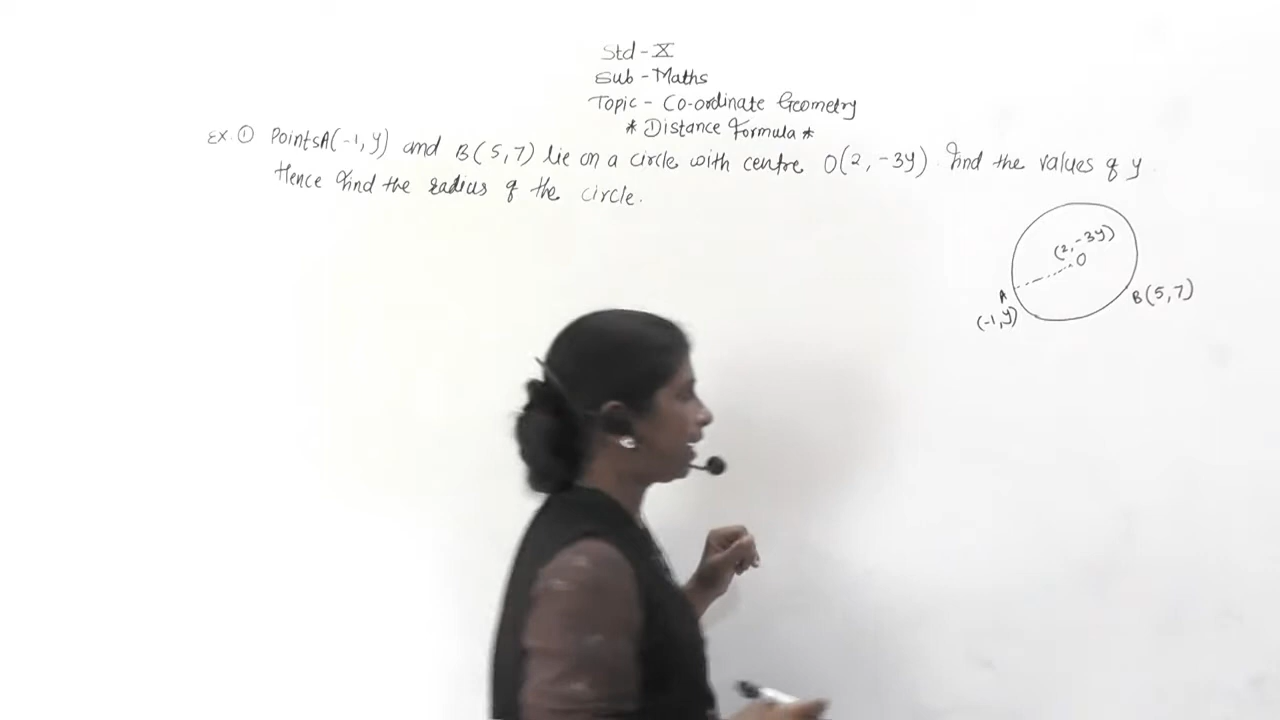 Std - X
Sub - Maths
Topic - Co-ordinate Geometry
* Distance Formula *
Ex. ① Points A(-1, y) and B(5, 7) lie on a circle with centre O(2, -3y) find the values of y
Hence find the radius of the circle.
(2, -3y)
O
A
B(5, 7)
(-1, y)